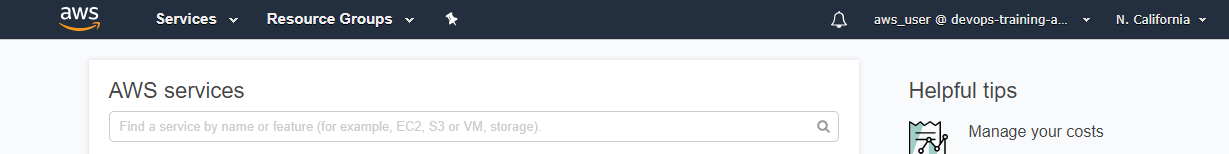 aws Services Resource Groups aws_user @ devops-training-a... N. California
AWS services
Find a service by name or feature (for example, EC2, S3 or VM, storage).
Helpful tips
Manage your costs